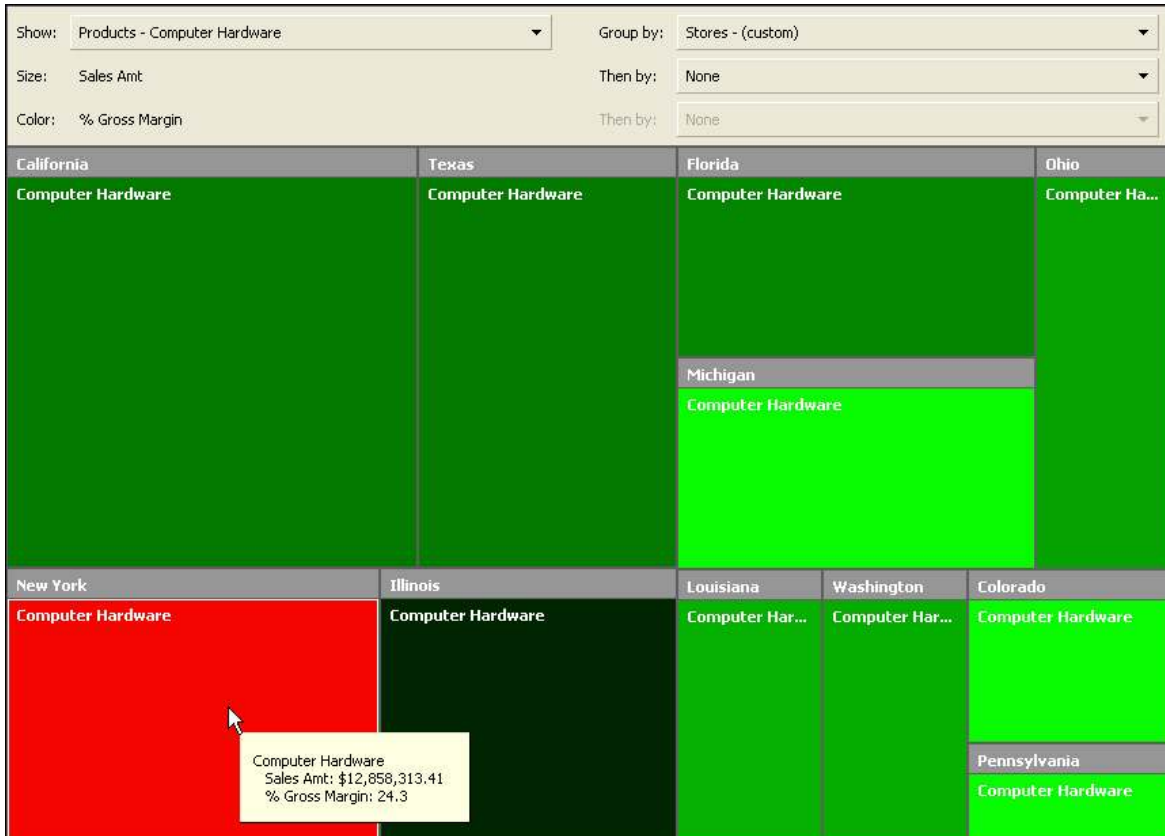 Show: Products - Computer Hardware Group by: Stores - (custom)
Size: Sales Amt Then by: None
Color: % Gross Margin Then by: None
California Texas Florida Ohio
Computer Hardware Computer Hardware Computer Hardware Computer Ha...
Michigan
Computer Hardware
New York Illinois Louisiana Washington Colorado
Computer Hardware Computer Hardware Computer Har... Computer Har... Computer Hardware
Computer Hardware
Sales Amt: $12,858,313.41
% Gross Margin: 24.3
Pennsylvania
Computer Hardware